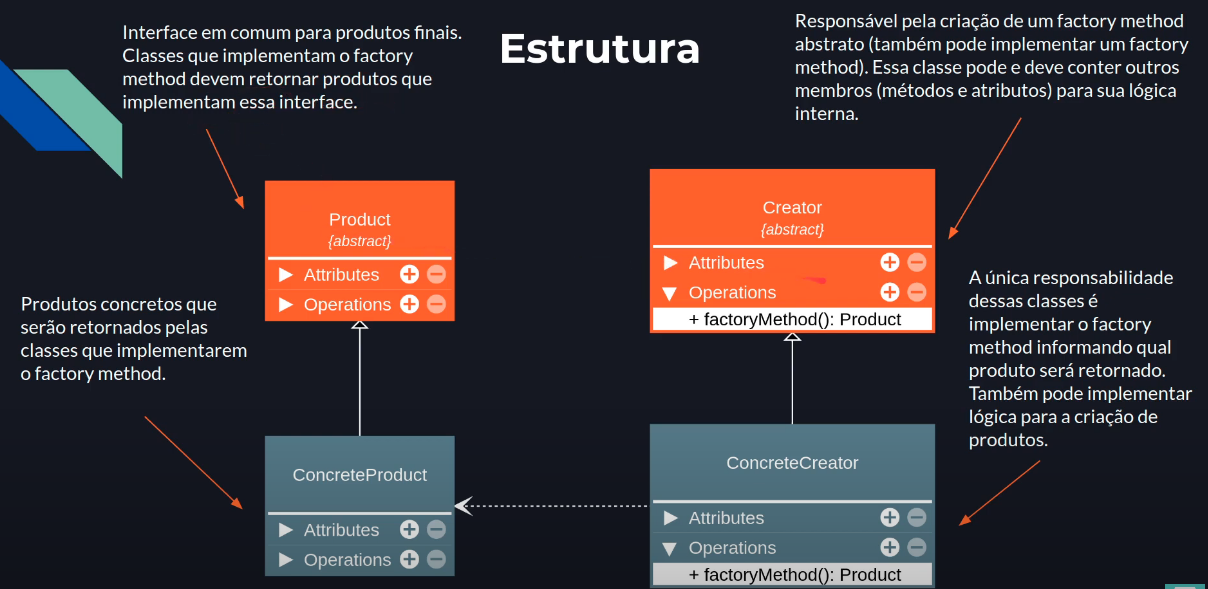 Interface em comum para produtos finais.
Classes que implementam o factory
method devem retornar produtos que
implementam essa interface.
Estrutura
Responsável pela criação de um factory method
abstrato (também pode implementar um factory
method). Essa classe pode e deve conter outros
membros (métodos e atributos) para sua lógica
interna.
Product
{abstract}
Attributes
Operations
Creator
{abstract}
Attributes
Operations
+ factoryMethod(): Product
Produtos concretos que
serão retornados pelas
classes que implementarem
o factory method.
A única responsabilidade
dessas classes é
implementar o factory
method informando qual
produto será retornado.
Também pode implementar
lógica para a criação de
produtos.
ConcreteProduct
Attributes
Operations
ConcreteCreator
Attributes
Operations
+ factoryMethod(): Product